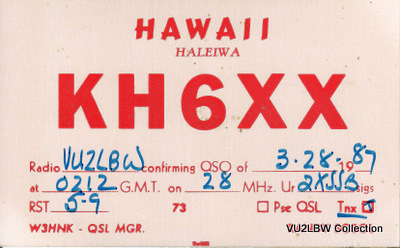 HAWAII
HALEIWA
KH6XX
Radio VU2LBW confirming QSO of 3-28-1987
at 0212 G.M.T. on 28 MHz. Ur 2XSSB sigs
RST 5-9 73 Pse QSL Tnx
W3HNK - QSL MGR.
VU2LBW Collection